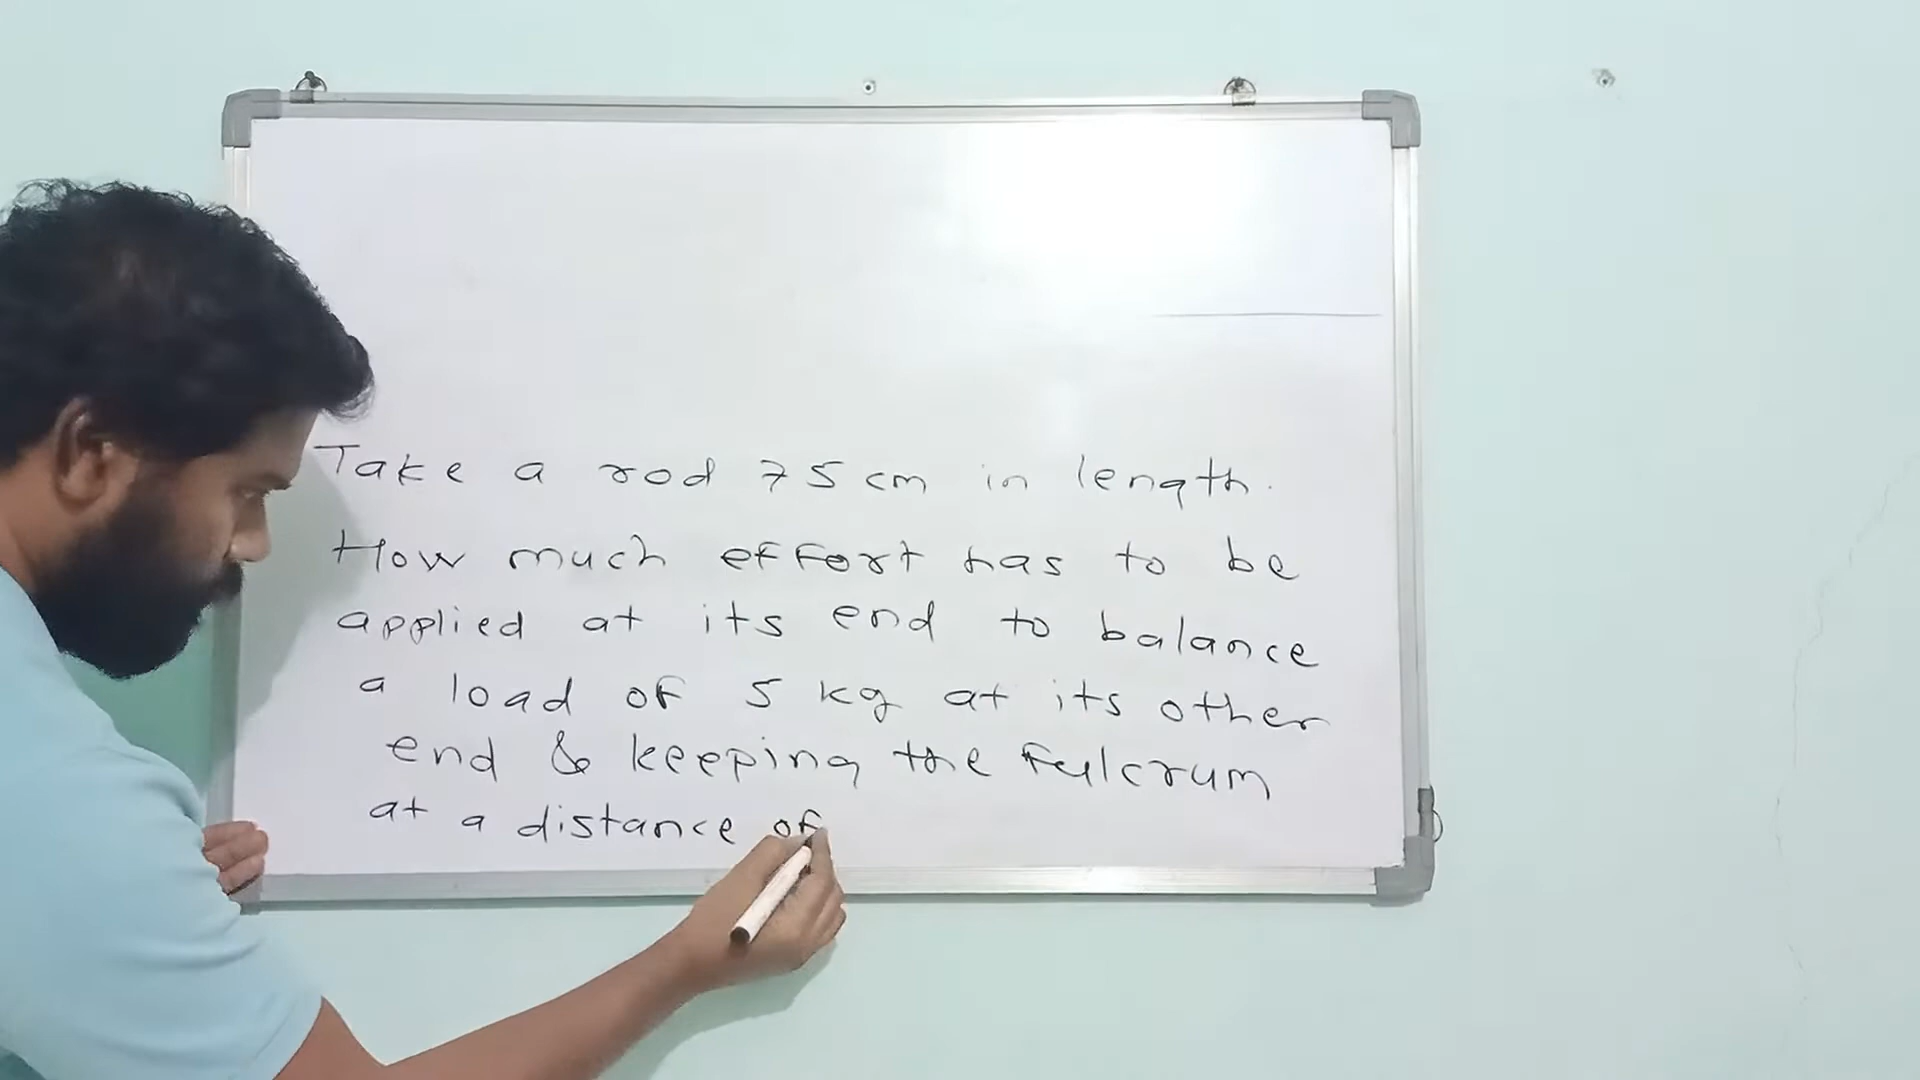 Take a rod 75 cm in length.
How much effort has to be
applied at its end to balance
a load of 5 kg at its other
end & keeping the fulcrum
at a distance of